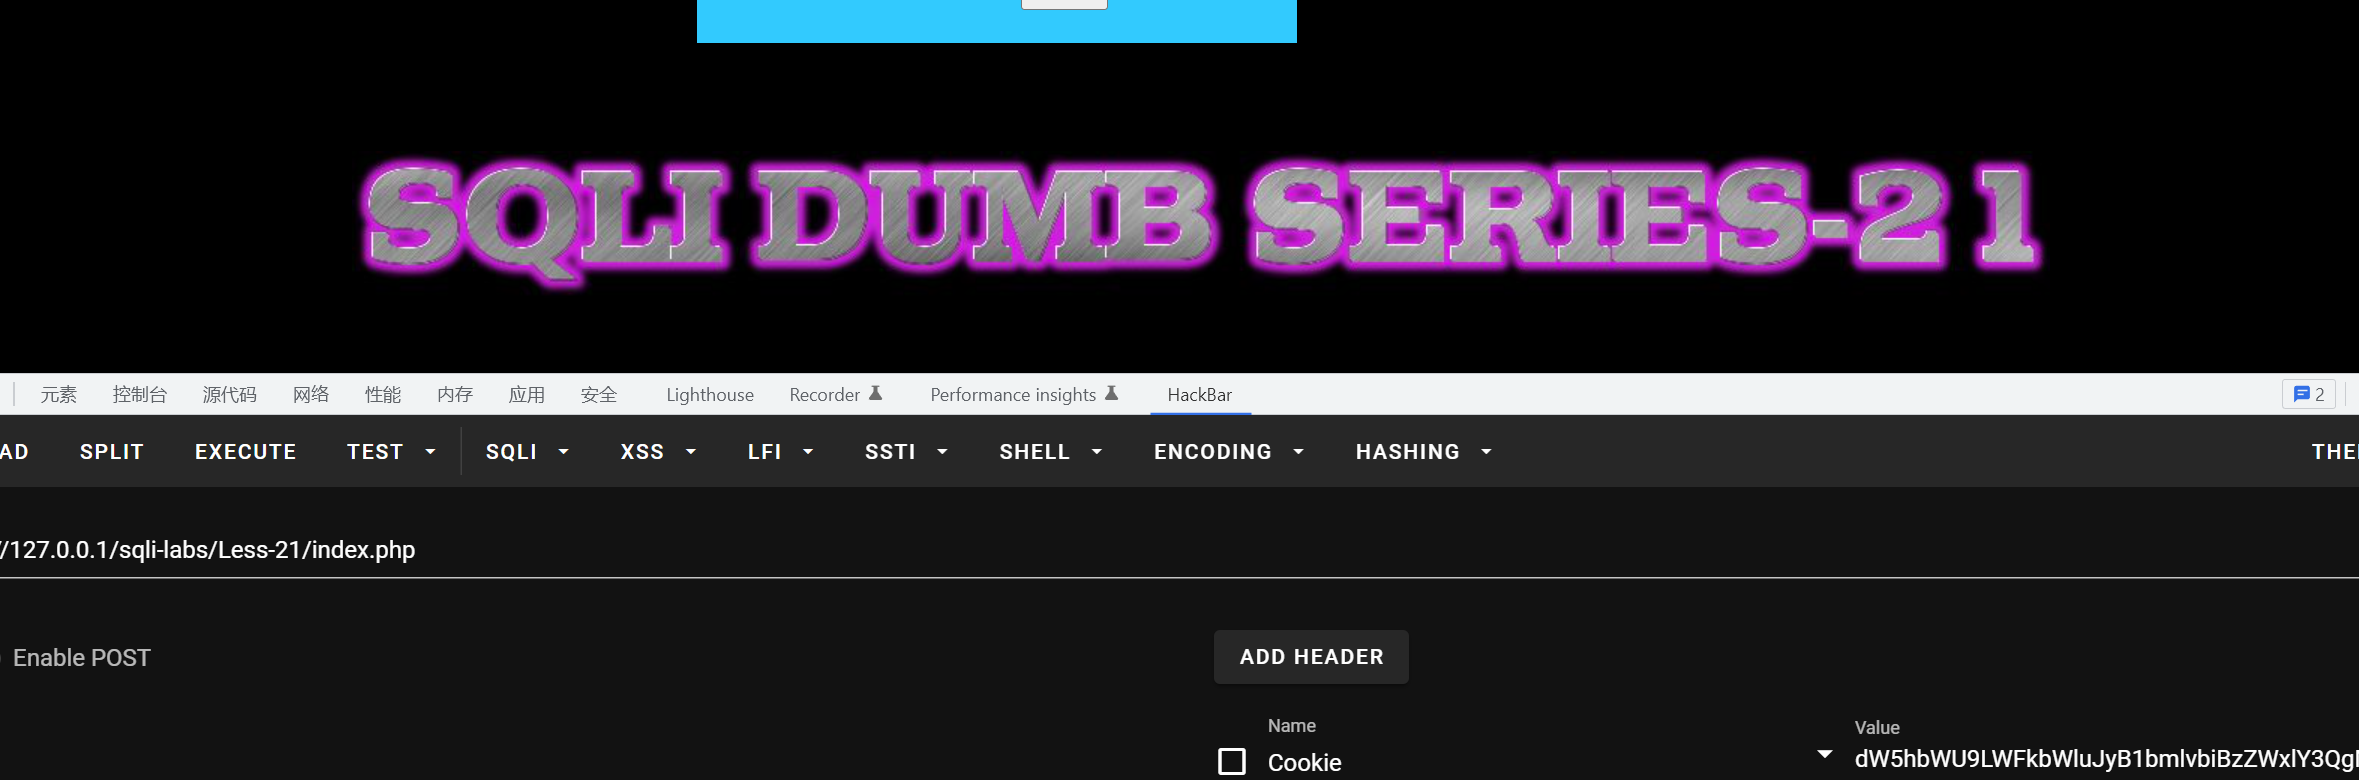 SQLI DUMB SERIES-21
元素 控制台 源代码 网络 性能 内存 应用 安全 Lighthouse Recorder Performance insights HackBar 2
AD SPLIT EXECUTE TEST SQLI XSS LFI SSTI SHELL ENCODING HASHING THE
//127.0.0.1/sqli-labs/Less-21/index.php
Enable POST ADD HEADER
Name Value
Cookie dW5hbWU9LWFkbWluJyB1bmlvbiBzZWxlY3Qg